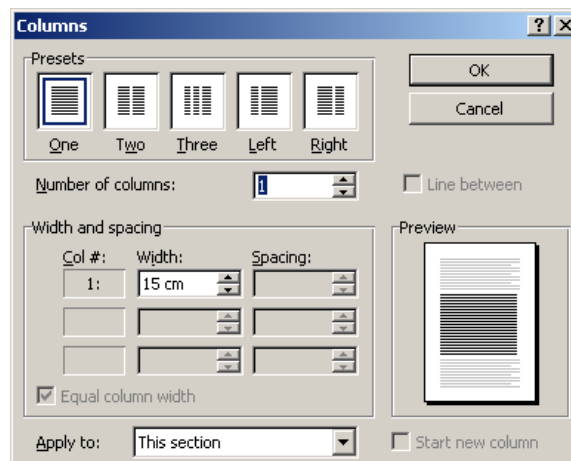 Columns
Presets
One Two Three Left Right
OK
Cancel
Number of columns: 1
Line between
Width and spacing
Col #: Width: Spacing:
1: 15 cm
Equal column width
Preview
Apply to: This section
Start new column